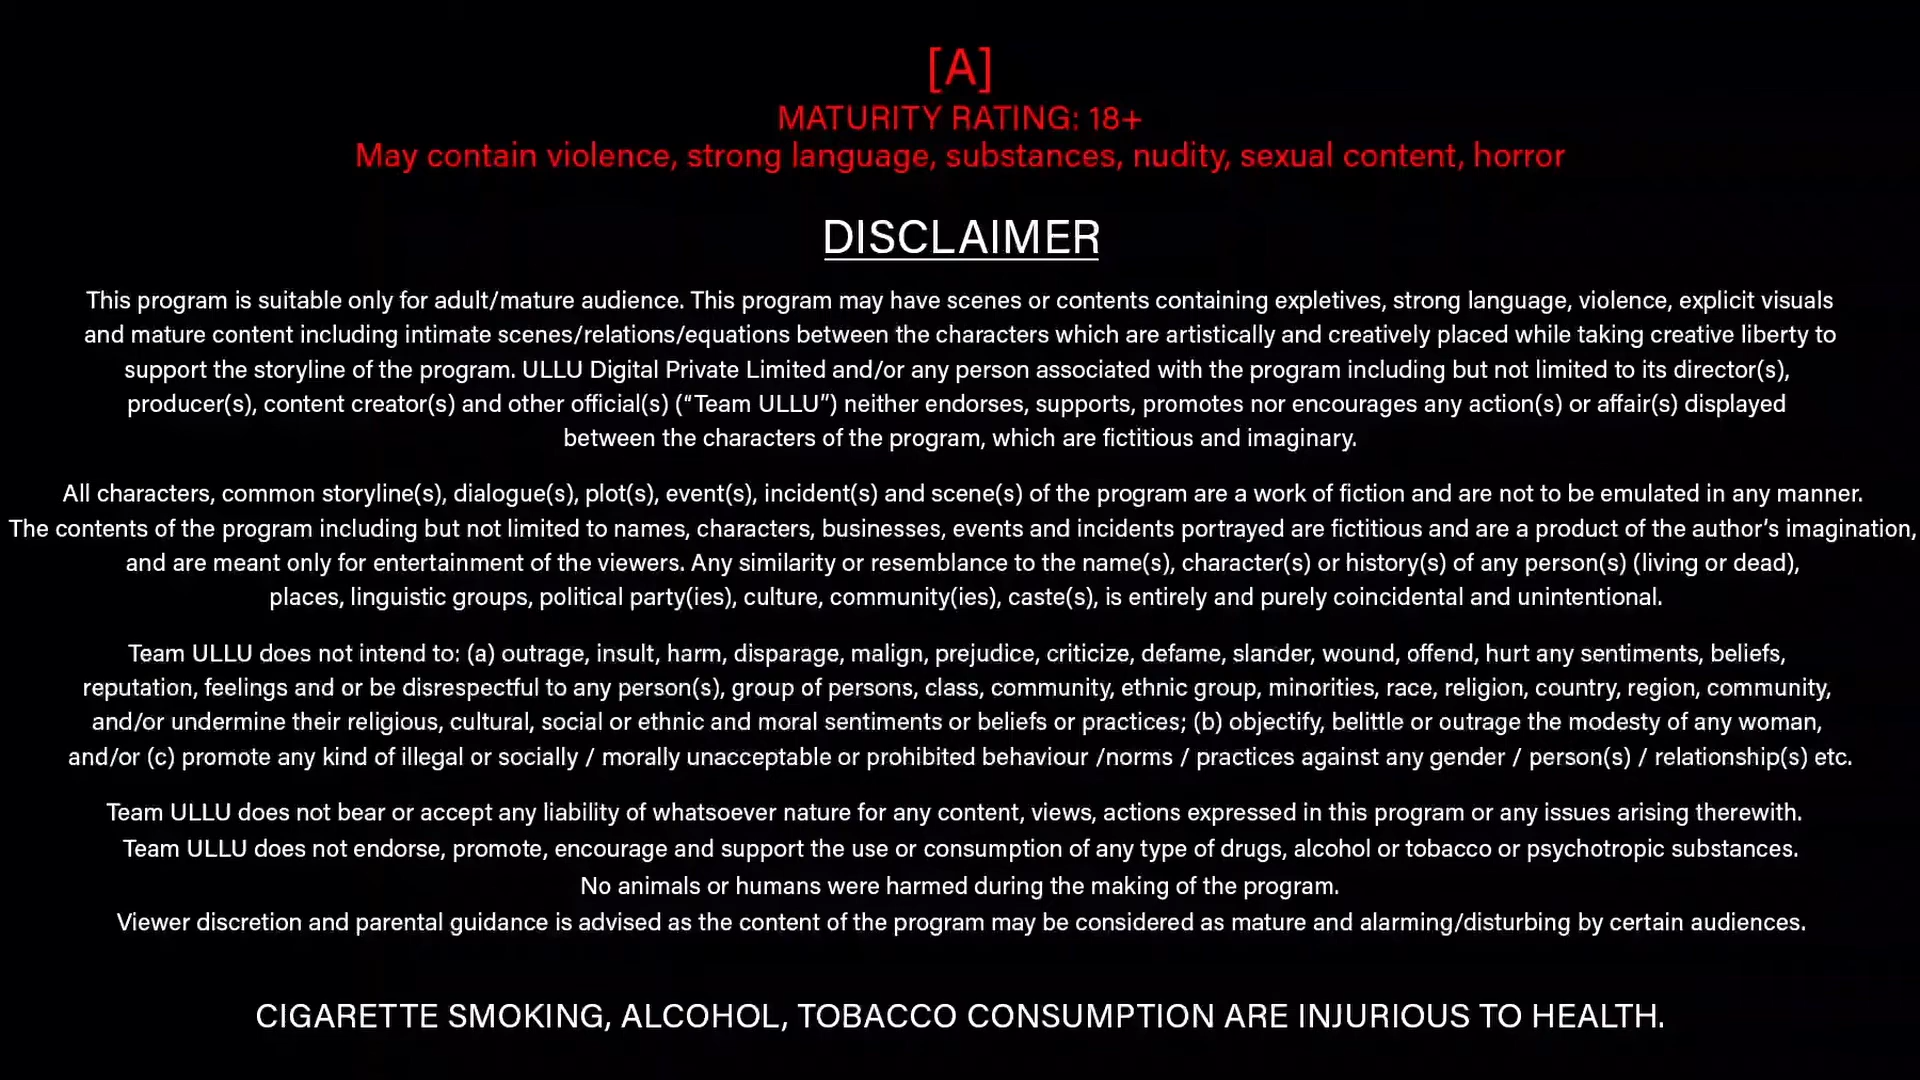 [A]
MATURITY RATING: 18+
May contain violence, strong language, substances, nudity, sexual content, horror
DISCLAIMER
This program is suitable only for adult/mature audience. This program may have scenes or contents containing expletives, strong language, violence, explicit visuals
and mature content including intimate scenes/relations/equations between the characters which are artistically and creatively placed while taking creative liberty to
support the storyline of the program. ULLU Digital Private Limited and/or any person associated with the program including but not limited to its director(s),
producer(s), content creator(s) and other official(s) (“Team ULLU”) neither endorses, supports, promotes nor encourages any action(s) or affair(s) displayed
between the characters of the program, which are fictitious and imaginary.
All characters, common storyline(s), dialogue(s), plot(s), event(s), incident(s) and scene(s) of the program are a work of fiction and are not to be emulated in any manner.
The contents of the program including but not limited to names, characters, businesses, events and incidents portrayed are fictitious and are a product of the author’s imagination,
and are meant only for entertainment of the viewers. Any similarity or resemblance to the name(s), character(s) or history(s) of any person(s) (living or dead),
places, linguistic groups, political party(ies), culture, community(ies), caste(s), is entirely and purely coincidental and unintentional.
Team ULLU does not intend to: (a) outrage, insult, harm, disparage, malign, prejudice, criticize, defame, slander, wound, offend, hurt any sentiments, beliefs,
reputation, feelings and or be disrespectful to any person(s), group of persons, class, community, ethnic group, minorities, race, religion, country, region, community,
and/or undermine their religious, cultural, social or ethnic and moral sentiments or beliefs or practices; (b) objectify, belittle or outrage the modesty of any woman,
and/or (c) promote any kind of illegal or socially / morally unacceptable or prohibited behaviour /norms / practices against any gender / person(s) / relationship(s) etc.
Team ULLU does not bear or accept any liability of whatsoever nature for any content, views, actions expressed in this program or any issues arising therewith.
Team ULLU does not endorse, promote, encourage and support the use or consumption of any type of drugs, alcohol or tobacco or psychotropic substances.
No animals or humans were harmed during the making of the program.
Viewer discretion and parental guidance is advised as the content of the program may be considered as mature and alarming/disturbing by certain audiences.
CIGARETTE SMOKING, ALCOHOL, TOBACCO CONSUMPTION ARE INJURIOUS TO HEALTH.